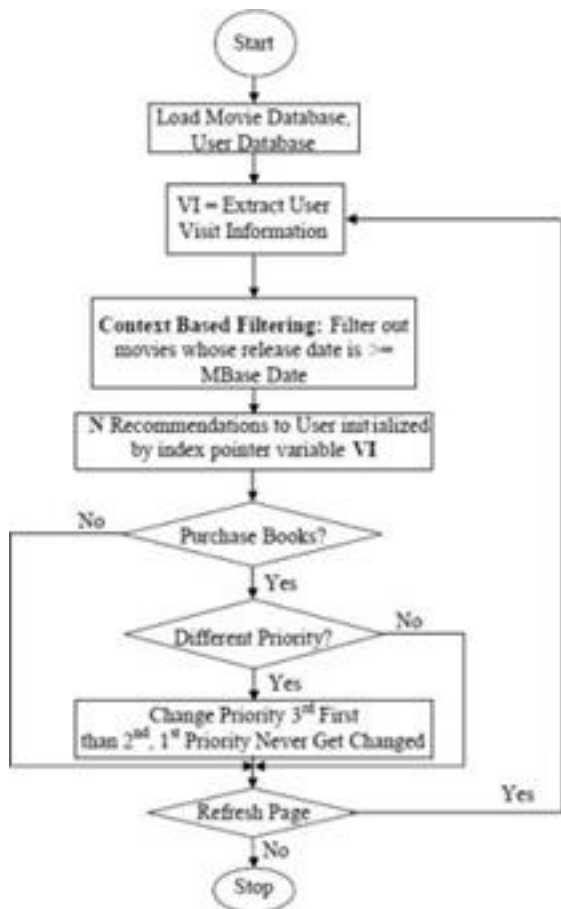 Start
Load Movie Database,
User Database
VI = Extract User
Visit Information
Context Based Filtering: Filter out
movies whose release date is >=
MBase Date
N Recommendations to User initialized
by index pointer variable VI
No
Purchase Books?
Yes
Different Priority?
No
Yes
Change Priority 3rd First
than 2nd, 1st Priority Never Get Changed
Refresh Page
Yes
No
Stop